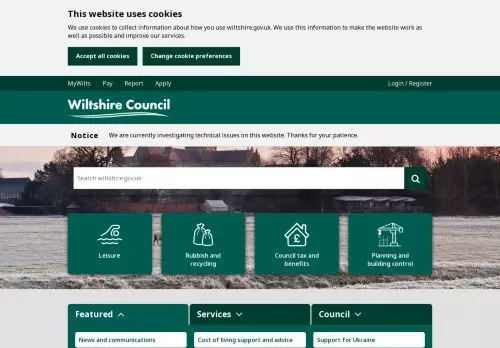 This website uses cookies
We use cookies to collect information about how you use wiltshire.gov.uk. We use this information to make the website work as
well as possible and improve our services.
Accept all cookies
Change cookie preferences
MyWilts
Pay
Report
Apply
Login / Register
Wiltshire Council
Notice
We are currently investigating technical issues on this website. Thanks for your patience.
Search wiltshire.gov.uk
Leisure
Rubbish and
recycling
Council tax and
benefits
Planning and
building control
Featured
Services
Council
News and communications
Cost of living support and advice
Support for Ukraine